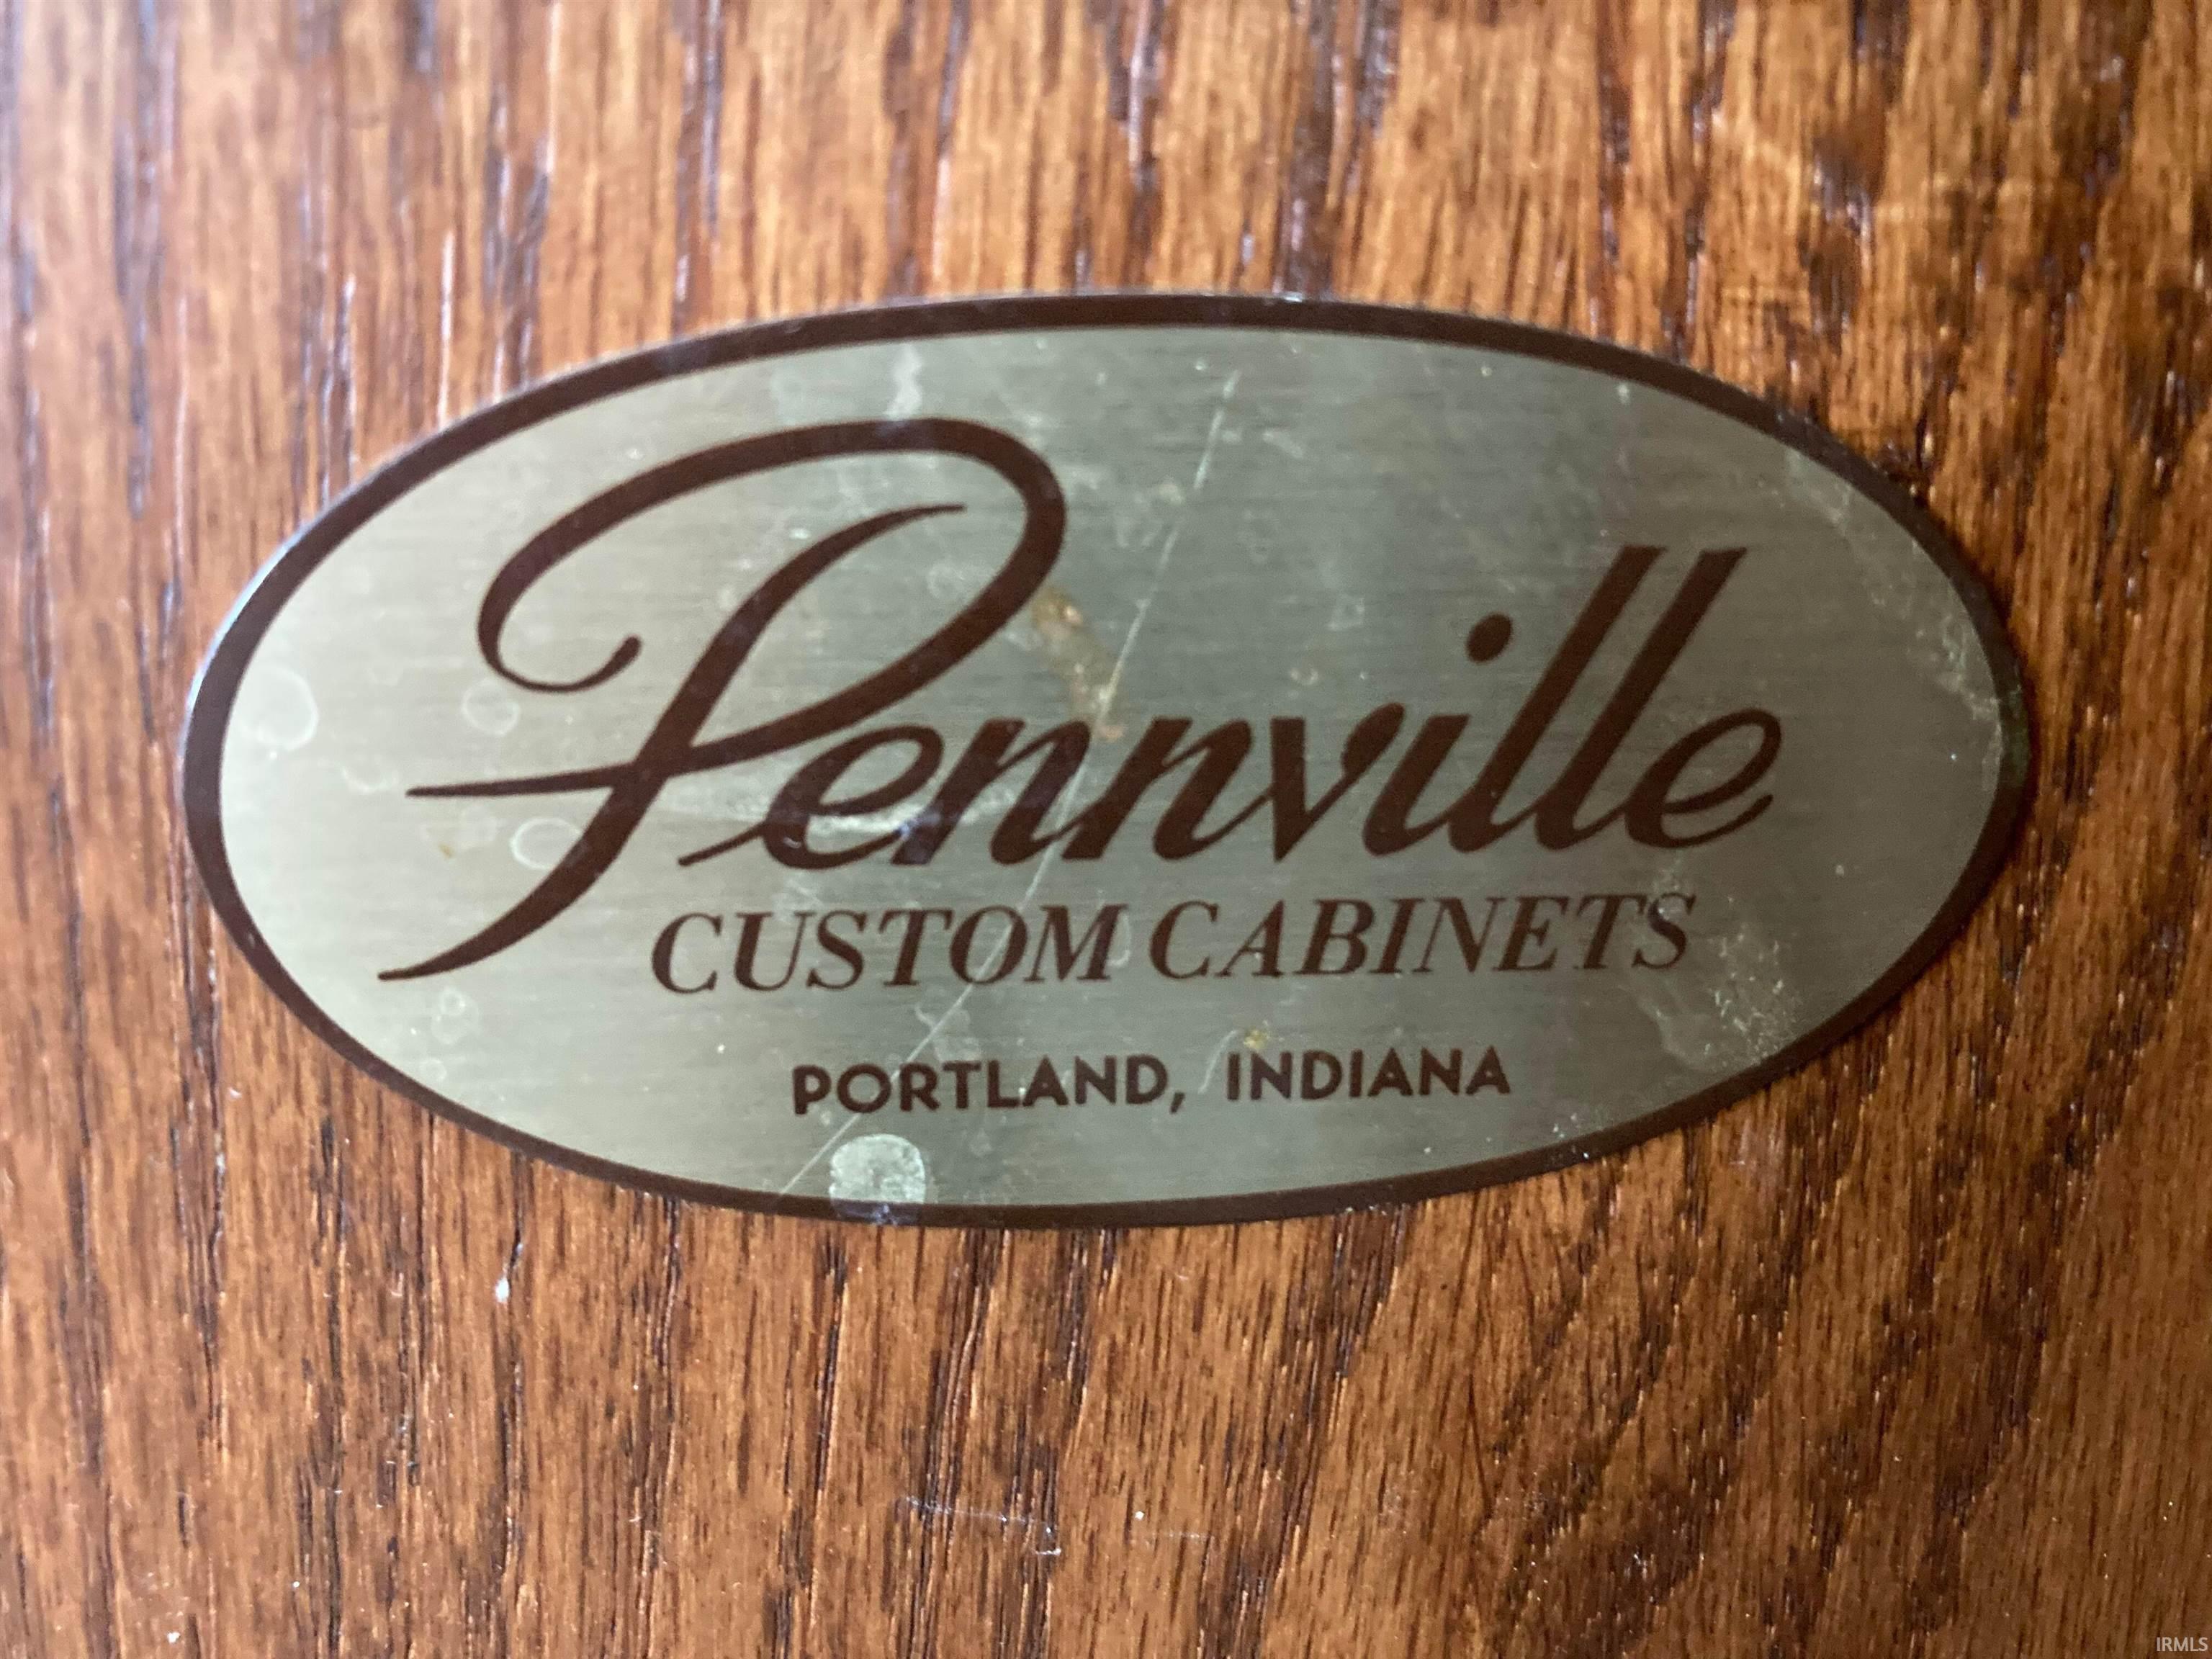 Pennville
CUSTOM CABINETS
PORTLAND, INDIANA
IRMLS